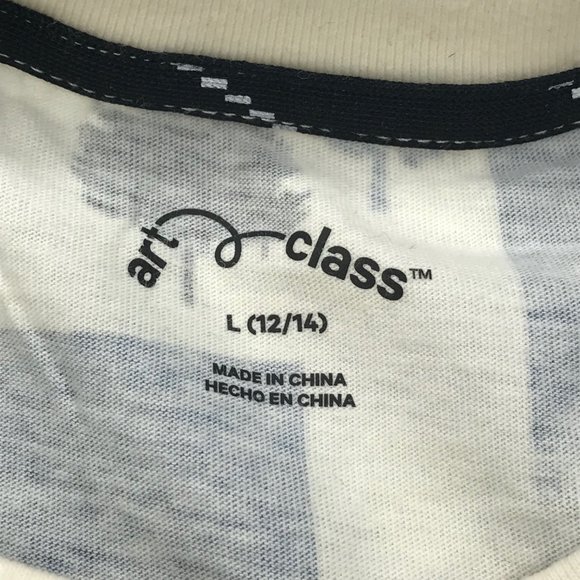 art class™
L (12/14)
MADE IN CHINA
HECHO EN CHINA